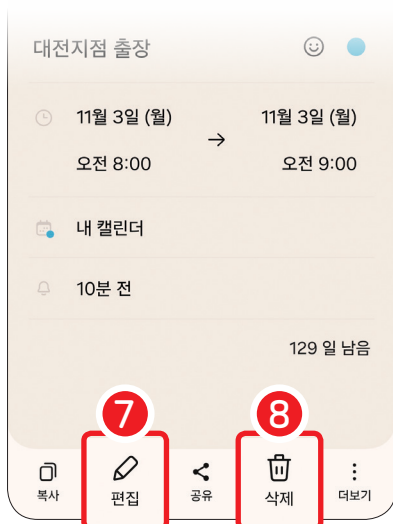 대전지점 출장
11월 3일 (월) → 11월 3일 (월)
오전 8:00 오전 9:00
내 캘린더
10분 전
129 일 남음
7 8
복사 편집 공유 삭제 더보기